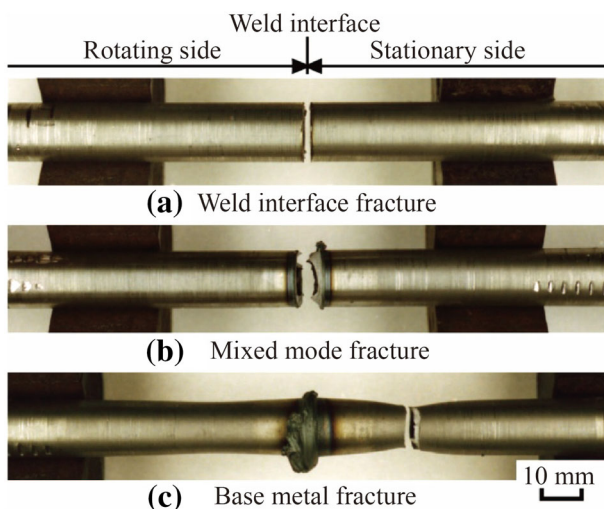 Weld interface
Rotating side
Stationary side
(a) Weld interface fracture
(b) Mixed mode fracture
(c) Base metal fracture
10 mm